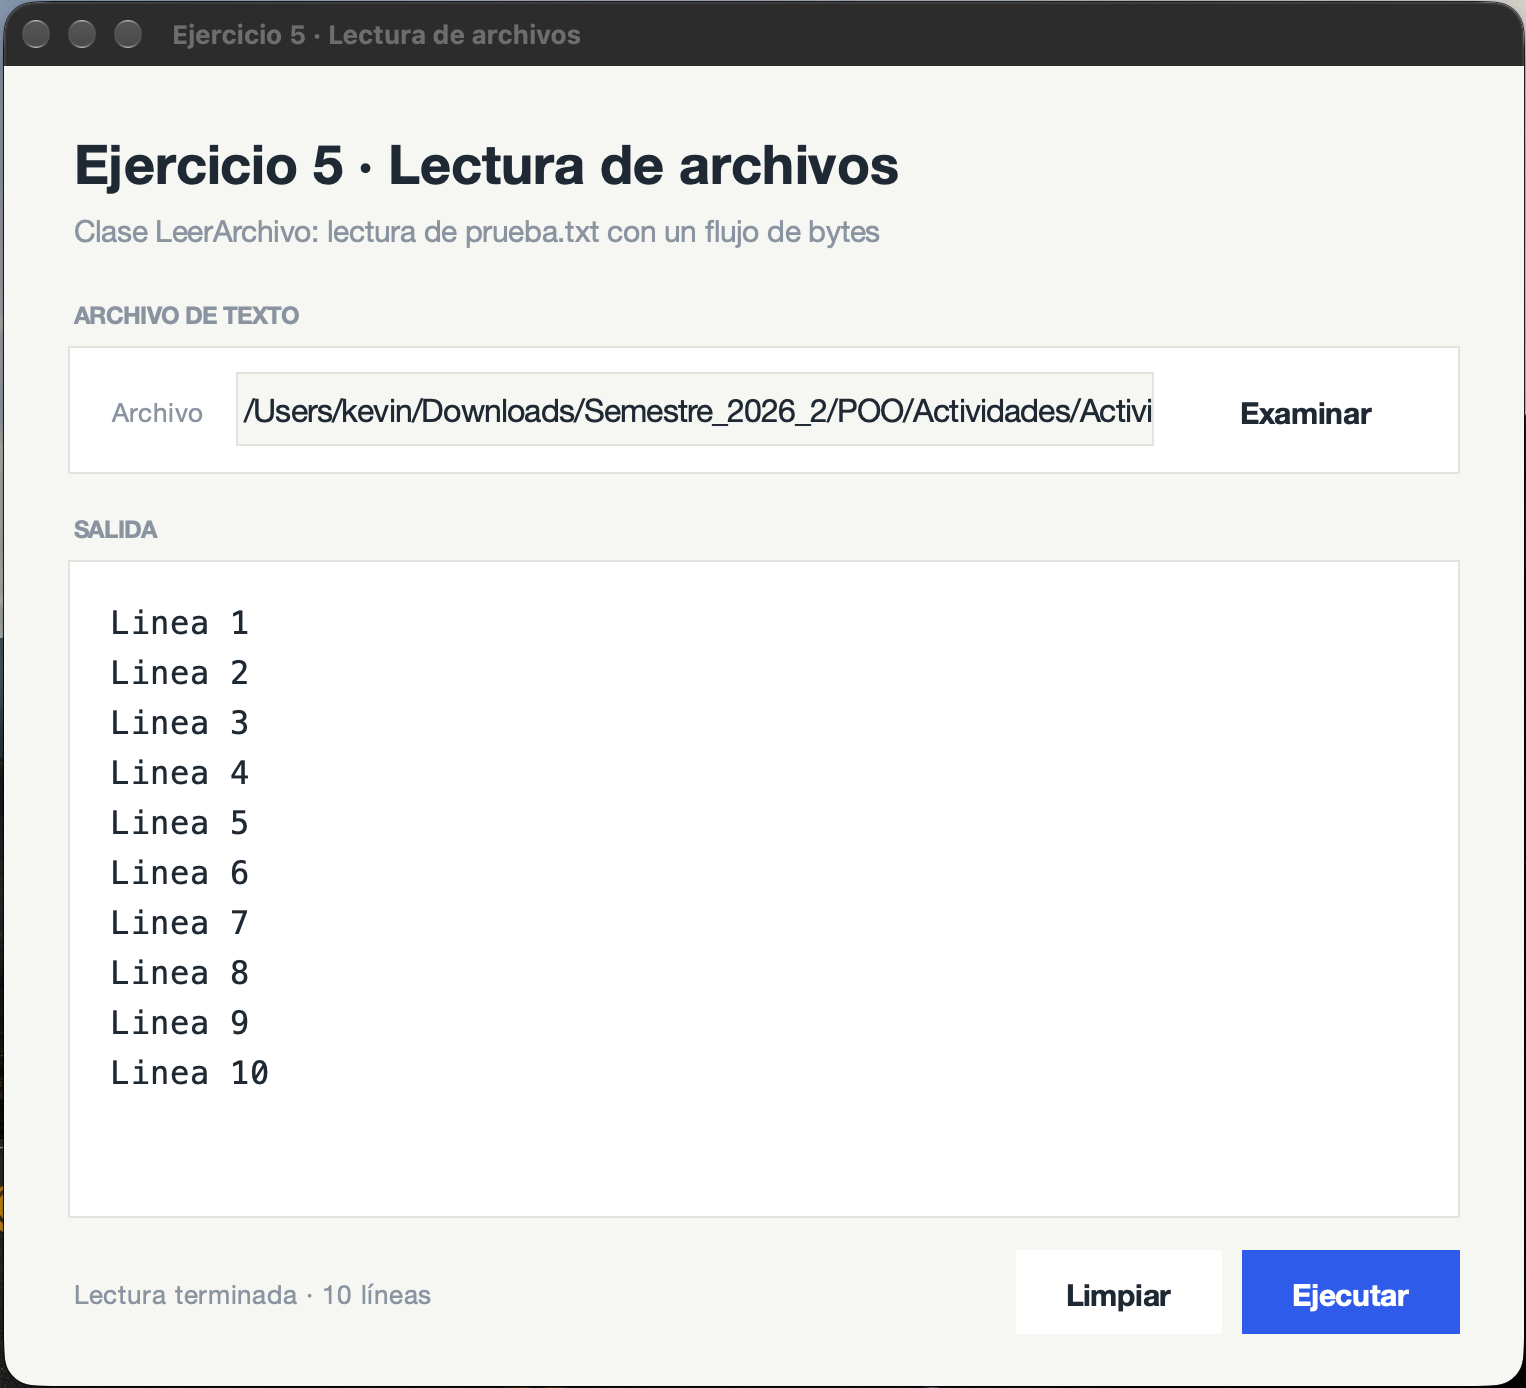 Ejercicio 5 · Lectura de archivos
Ejercicio 5 · Lectura de archivos
Clase LeerArchivo: lectura de prueba.txt con un flujo de bytes
ARCHIVO DE TEXTO
Archivo /Users/kevin/Downloads/Semestre_2026_2/POO/Actividades/Activi Examinar
SALIDA
Linea 1
Linea 2
Linea 3
Linea 4
Linea 5
Linea 6
Linea 7
Linea 8
Linea 9
Linea 10
Lectura terminada · 10 líneas Limpiar Ejecutar